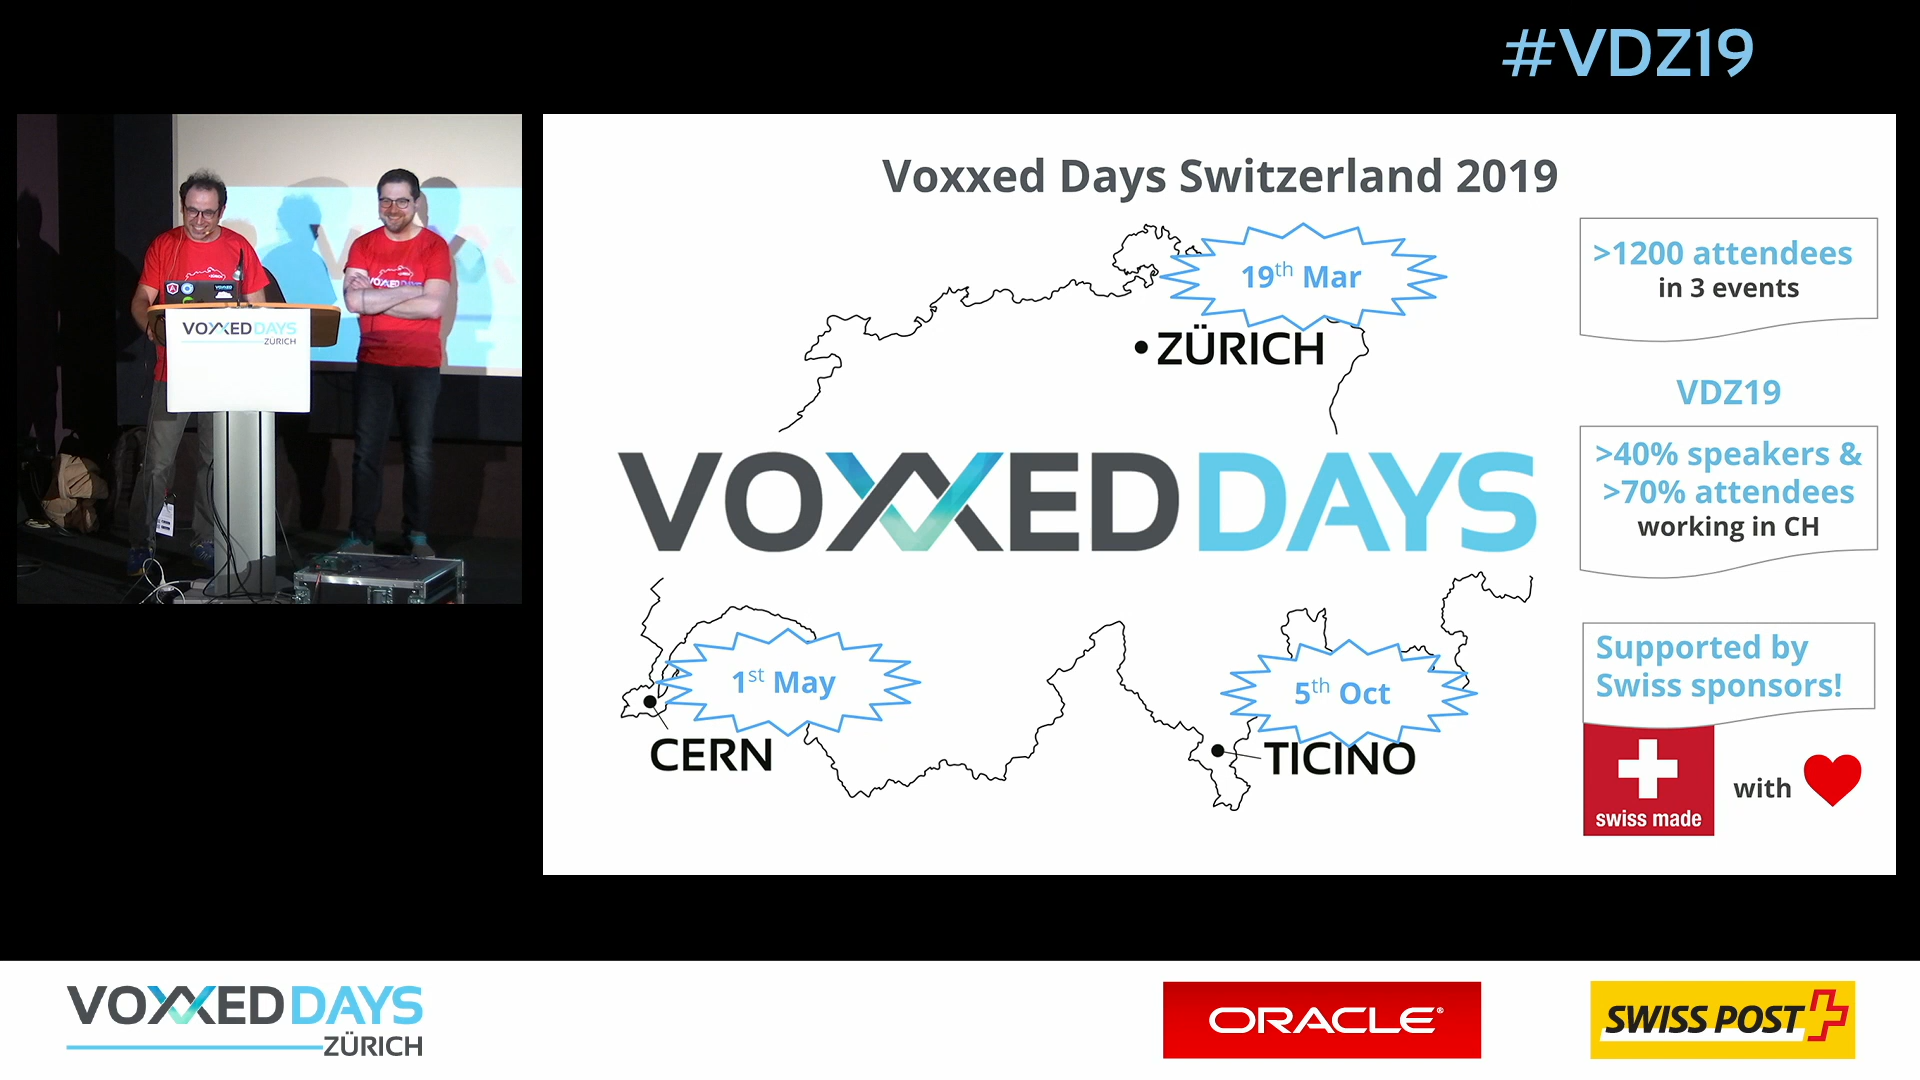 #VDZ19
VOXXED DAYS
ZÜRICH
VOXXED
Voxxed Days Switzerland 2019
19th Mar
• ZÜRICH
VOXXED DAYS
1st May
CERN
5th Oct
TICINO
>1200 attendees
in 3 events
VDZ19
>40% speakers &
>70% attendees
working in CH
Supported by
Swiss sponsors!
swiss made
with
VOXXED DAYS
ZÜRICH
ORACLE®
SWISS POST